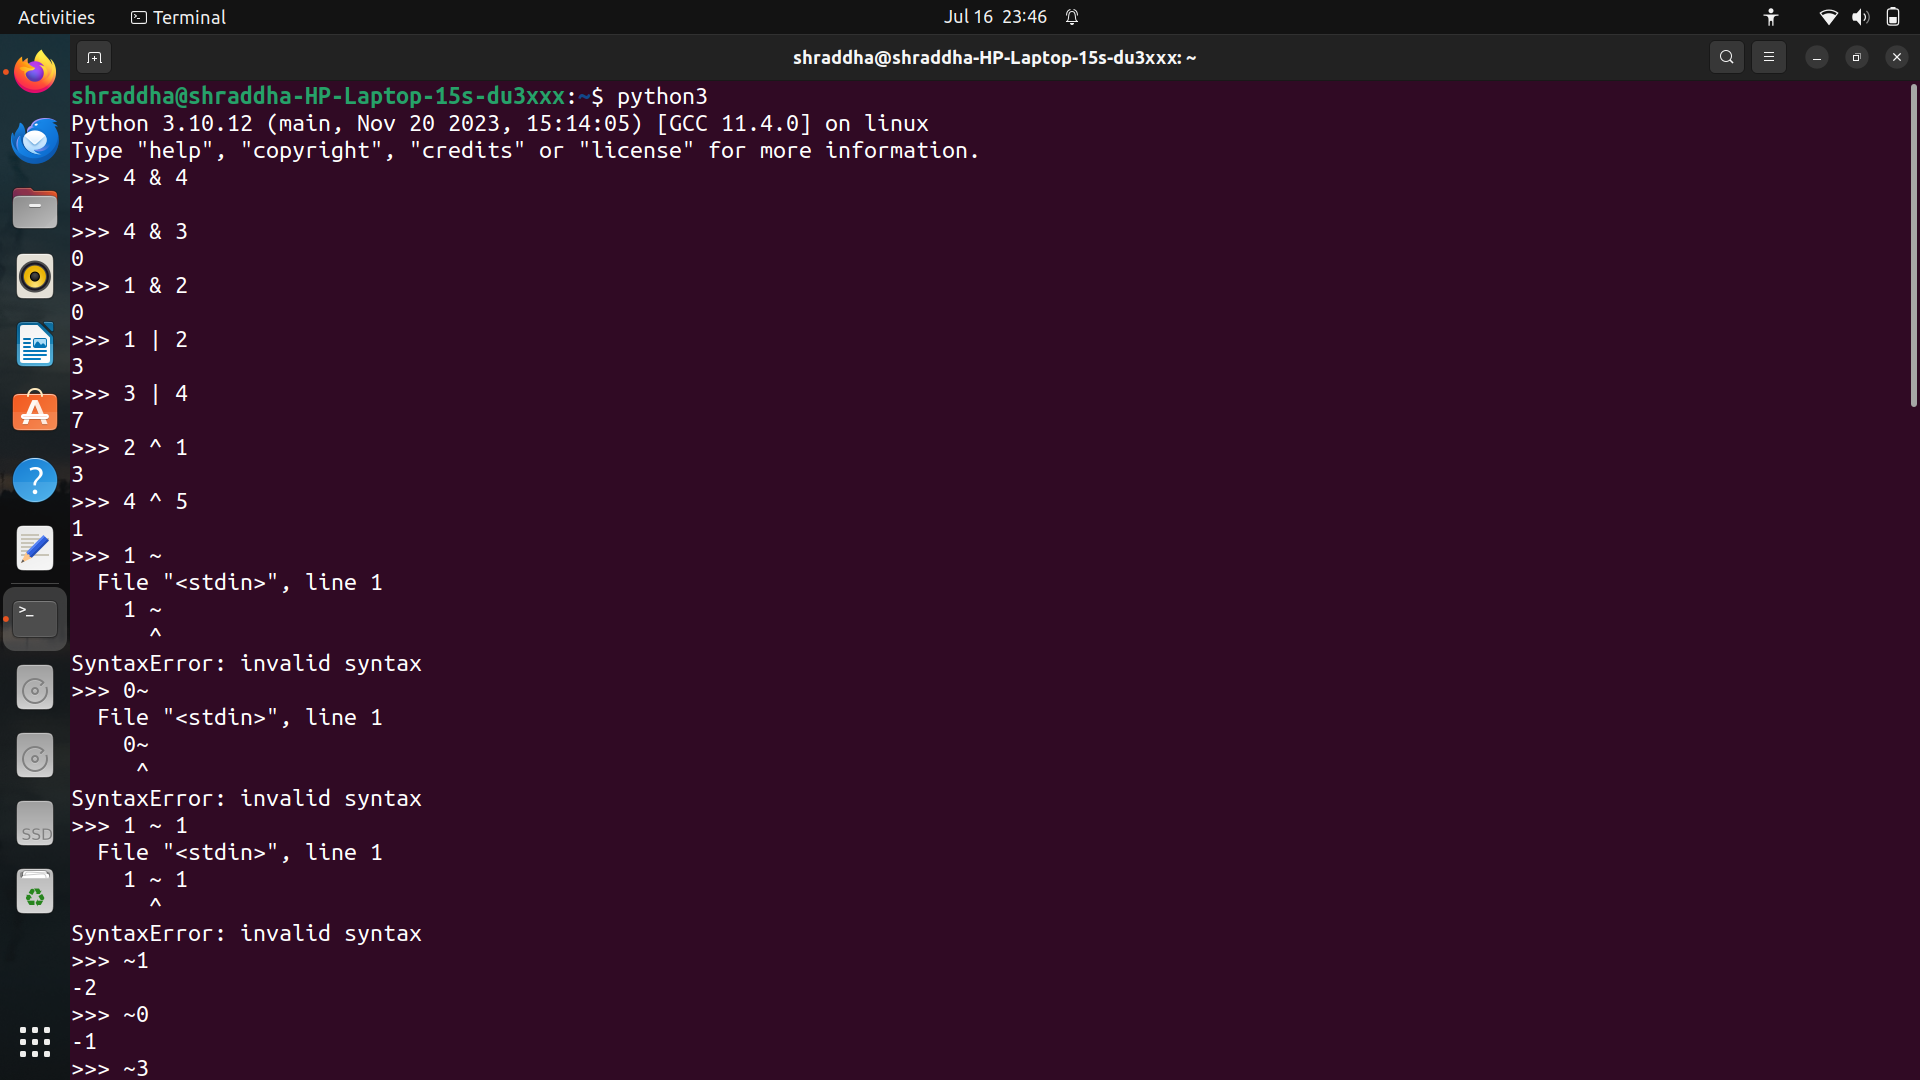 Activities
Terminal
Jul 16 23:46
shraddha@shraddha-HP-Laptop-15s-du3xxx: ~
shraddha@shraddha-HP-Laptop-15s-du3xxx:~$ python3
Python 3.10.12 (main, Nov 20 2023, 15:14:05) [GCC 11.4.0] on linux
Type "help", "copyright", "credits" or "license" for more information.
>>> 4 & 4
4
>>> 4 & 3
0
>>> 1 & 2
0
>>> 1 | 2
3
>>> 3 | 4
7
>>> 2 ^ 1
3
>>> 4 ^ 5
1
>>> 1 ~
  File "<stdin>", line 1
    1 ~
      ^
SyntaxError: invalid syntax
>>> 0~
  File "<stdin>", line 1
    0~
     ^
SyntaxError: invalid syntax
>>> 1 ~ 1
  File "<stdin>", line 1
    1 ~ 1
      ^
SyntaxError: invalid syntax
>>> ~1
-2
>>> ~0
-1
>>> ~3
SSD